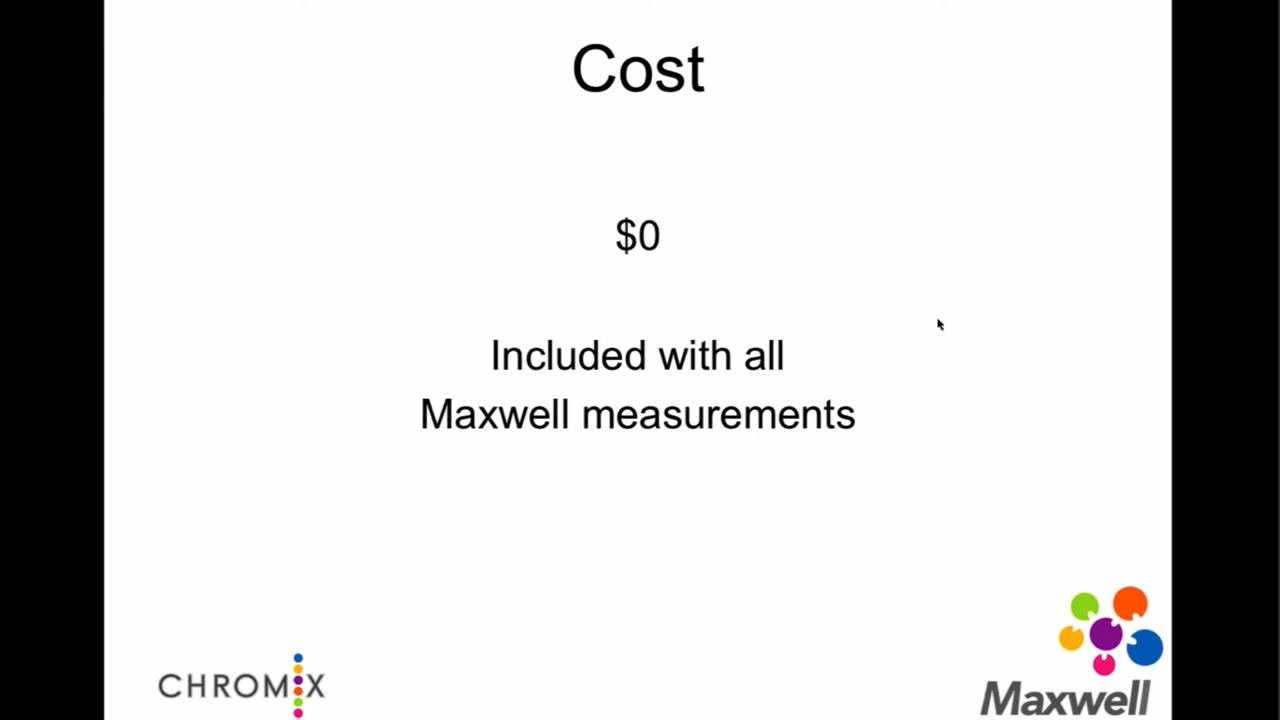 Cost
$0
Included with all
Maxwell measurements
CHROMIX
Maxwell